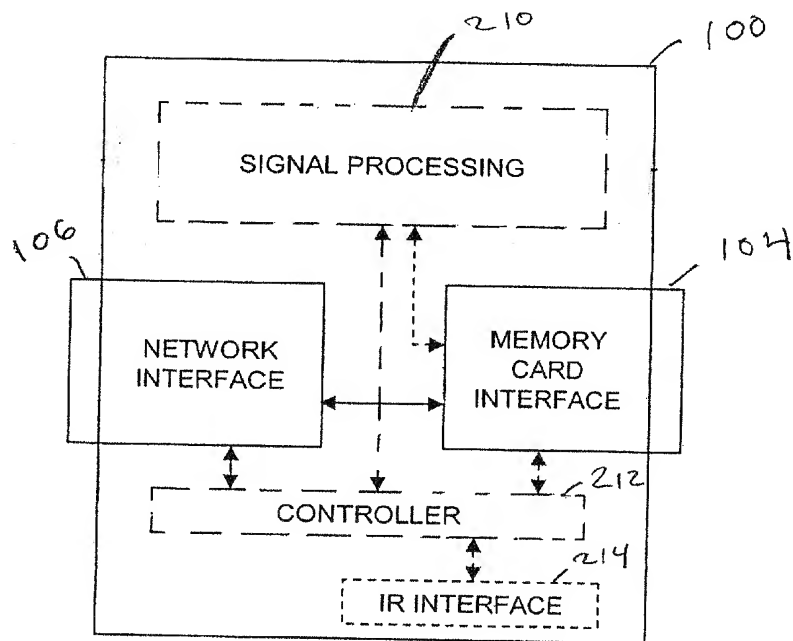 210
100
SIGNAL PROCESSING
106
104
NETWORK
INTERFACE
MEMORY
CARD
INTERFACE
212
CONTROLLER
214
IR INTERFACE